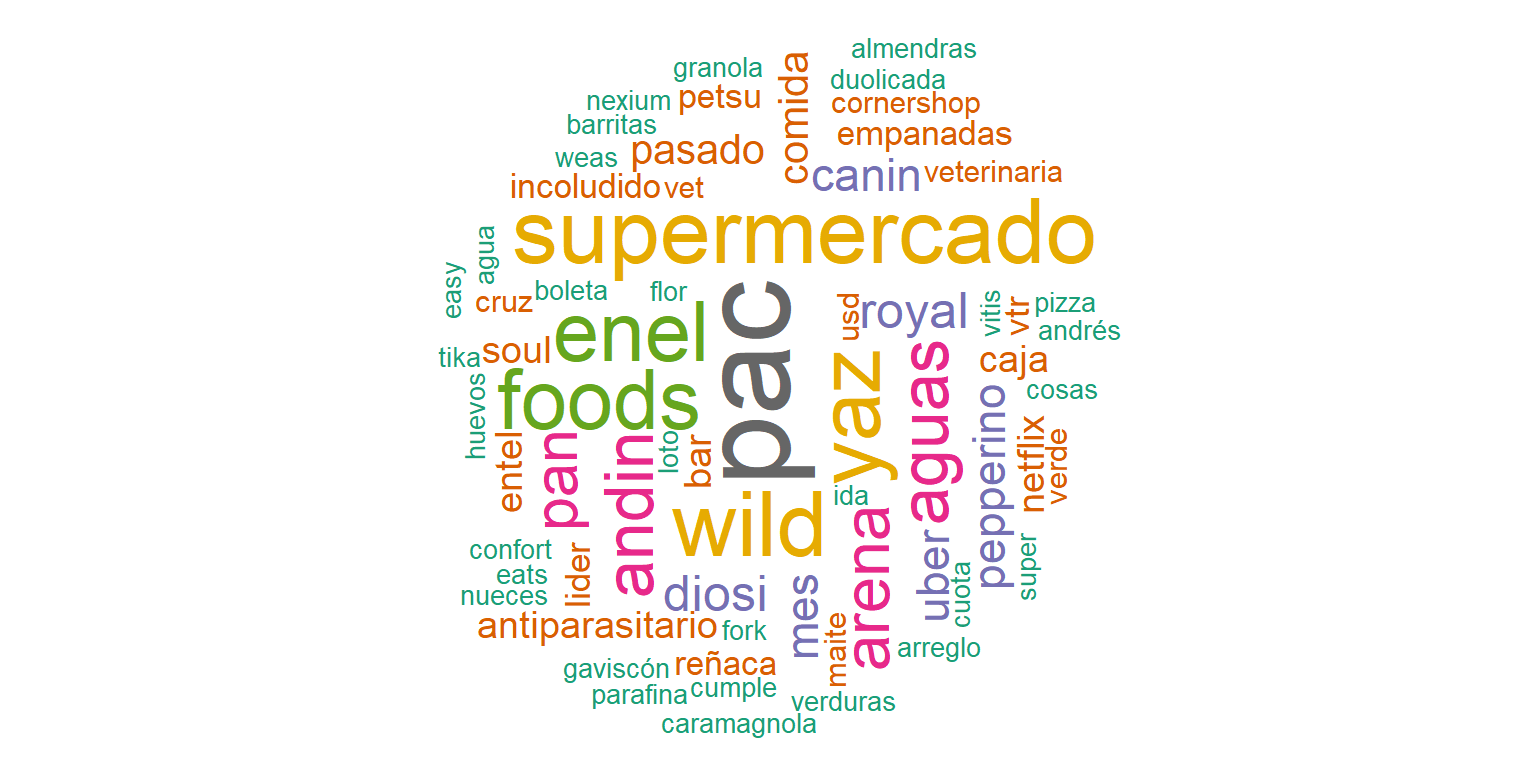 almendras
granola
comida
duolicada
nexium
petsu
cornershop
barritas
empanadas
weas
pasado
canin
veterinaria
incoludido
vet
supermercado
agua
easy
cruz
boleta
flor
pac
usd
royal
vitis
vtr
pizza
andrés
enel
tika
soul
yaz
aguas
caja
cosas
foods
huevos
entel
pan
andin
loto
bar
pepperino
netflix
verde
wild
ida
arena
uber
confort
eats
nueces
lider
diosi
mes
cuota
super
antiparasitario
fork
maite
arreglo
gaviscón
reñaca
parafina
cumple
verduras
caramagnola